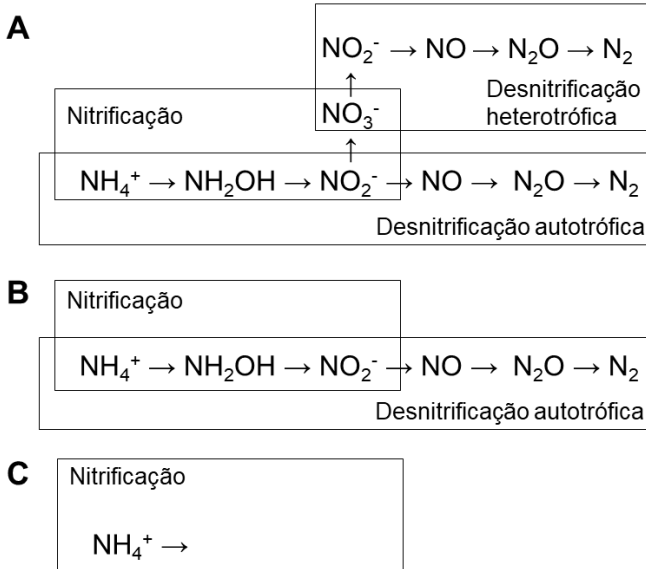 A
NO₂⁻ → NO → N₂O → N₂
↑
Desnitrificação
heterotrófica
Nitrificação
NO₃⁻
↑
NH₄⁺ → NH₂OH → NO₂⁻ → NO → N₂O → N₂
Desnitrificação autotrófica
B
Nitrificação
NH₄⁺ → NH₂OH → NO₂⁻ → NO → N₂O → N₂
Desnitrificação autotrófica
C
Nitrificação
NH₄⁺ →